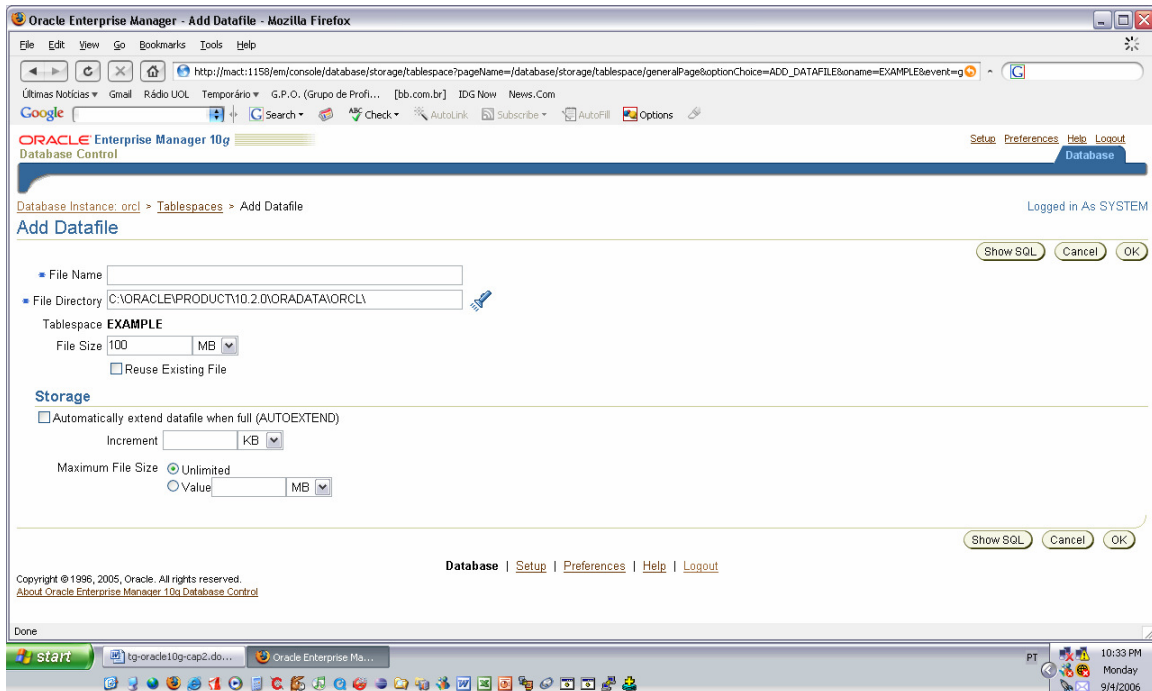 Oracle Enterprise Manager - Add Datafile - Mozilla Firefox
File Edit View Go Bookmarks Tools Help
http://mact:1158/em/console/database/storage/tablespace?pageName=/database/storage/tablespace/generalPage&optionChoice=ADD_DATAFILE&oname=EXAMPLE&event=g
G
Últimas Notícias Gmail Rádio UOL Temporário G.P.O. (Grupo de Profi... [bb.com.br] IDG Now News.Com
Google G Search ABC Check AutoLink Subscribe AutoFill Options
ORACLE Enterprise Manager 10g
Database Control
Setup Preferences Help Logout
Database
Database Instance: orcl > Tablespaces > Add Datafile
Logged in As SYSTEM
Add Datafile
Show SQL Cancel OK
File Name
File Directory C:\ORACLE\PRODUCT\10.2.0\ORADATA\ORCL\
Tablespace EXAMPLE
File Size 100 MB
Reuse Existing File
Storage
Automatically extend datafile when full (AUTOEXTEND)
Increment KB
Maximum File Size Unlimited
Value MB
Show SQL Cancel OK
Database | Setup | Preferences | Help | Logout
Copyright © 1996, 2005, Oracle. All rights reserved.
About Oracle Enterprise Manager 10g Database Control
Done
start tg-oracle10g-cap2.do... Oracle Enterprise Ma...
PT 10:33 PM
Monday
9/4/2006